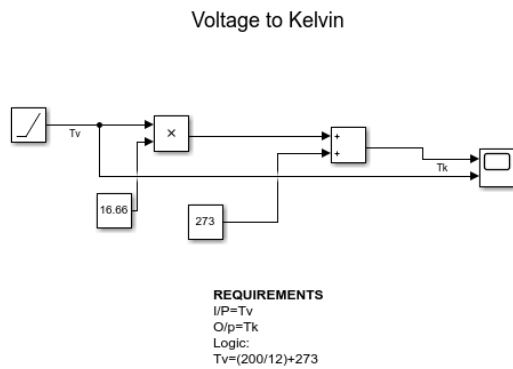 Voltage to Kelvin
Tv
×
+
+
Tk
16.66
273
REQUIREMENTS
I/P=Tv
O/p=Tk
Logic:
Tv=(200/12)+273